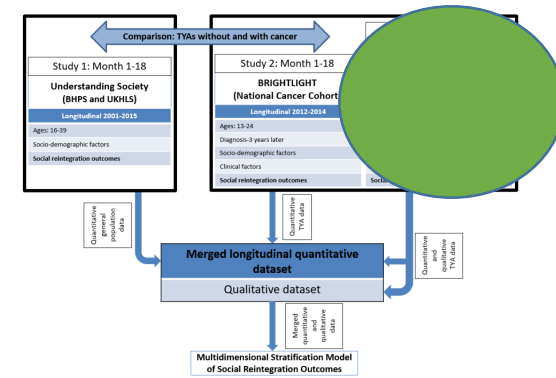 Comparison: TYAs without and with cancer
Study 1: Month 1-18
Understanding Society
(BHPS and UKHLS)
Longitudinal 2001-2015
Ages: 16-39
Socio-demographic factors
Social reintegration outcomes
Study 2: Month 1-18
BRIGHTLIGHT
(National Cancer Cohort
Longitudinal 2012-2014
Ages: 13-24
Diagnosis-3 years later
Socio-demographic factors
Clinical factors
Social reintegration outcomes
Social
Quantitative
general
population
data
Quantitative
TYA data
Quantitative
and
qualitative
TYA data
Merged longitudinal quantitative
dataset
Qualitative dataset
Merged
quantitative
and
qualitative
data
Multidimensional Stratification Model
of Social Reintegration Outcomes